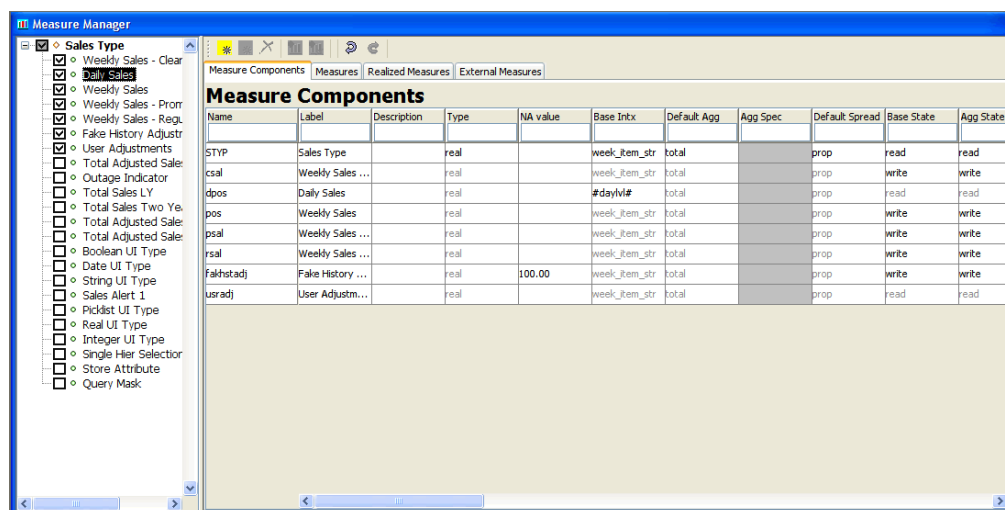 Measure Manager
Sales Type
Weekly Sales - Clear
Daily Sales
Weekly Sales
Weekly Sales - Prom
Weekly Sales - Regu
Fake History Adjustr
User Adjustments
Total Adjusted Sale
Outage Indicator
Total Sales LY
Total Sales Two Ye
Total Adjusted Sale
Total Adjusted Sale
Boolean UI Type
Date UI Type
String UI Type
Sales Alert 1
Picklist UI Type
Real UI Type
Integer UI Type
Single Hier Selection
Store Attribute
Query Mask
Measure Components Measures Realized Measures External Measures
Measure Components
Name Label Description Type NA value Base Intx Default Agg Agg Spec Default Spread Base State Agg State
STYP Sales Type real week_item_str total prop read read
csal Weekly Sales ... real week_item_str total prop write write
dpos Daily Sales real #daylvl# total prop read read
pos Weekly Sales real week_item_str total prop write write
psal Weekly Sales ... real week_item_str total prop write write
rsal Weekly Sales ... real week_item_str total prop write write
fakhstadj Fake History ... real 100.00 week_item_str total prop write write
usradj User Adjustm... real week_item_str total prop read read